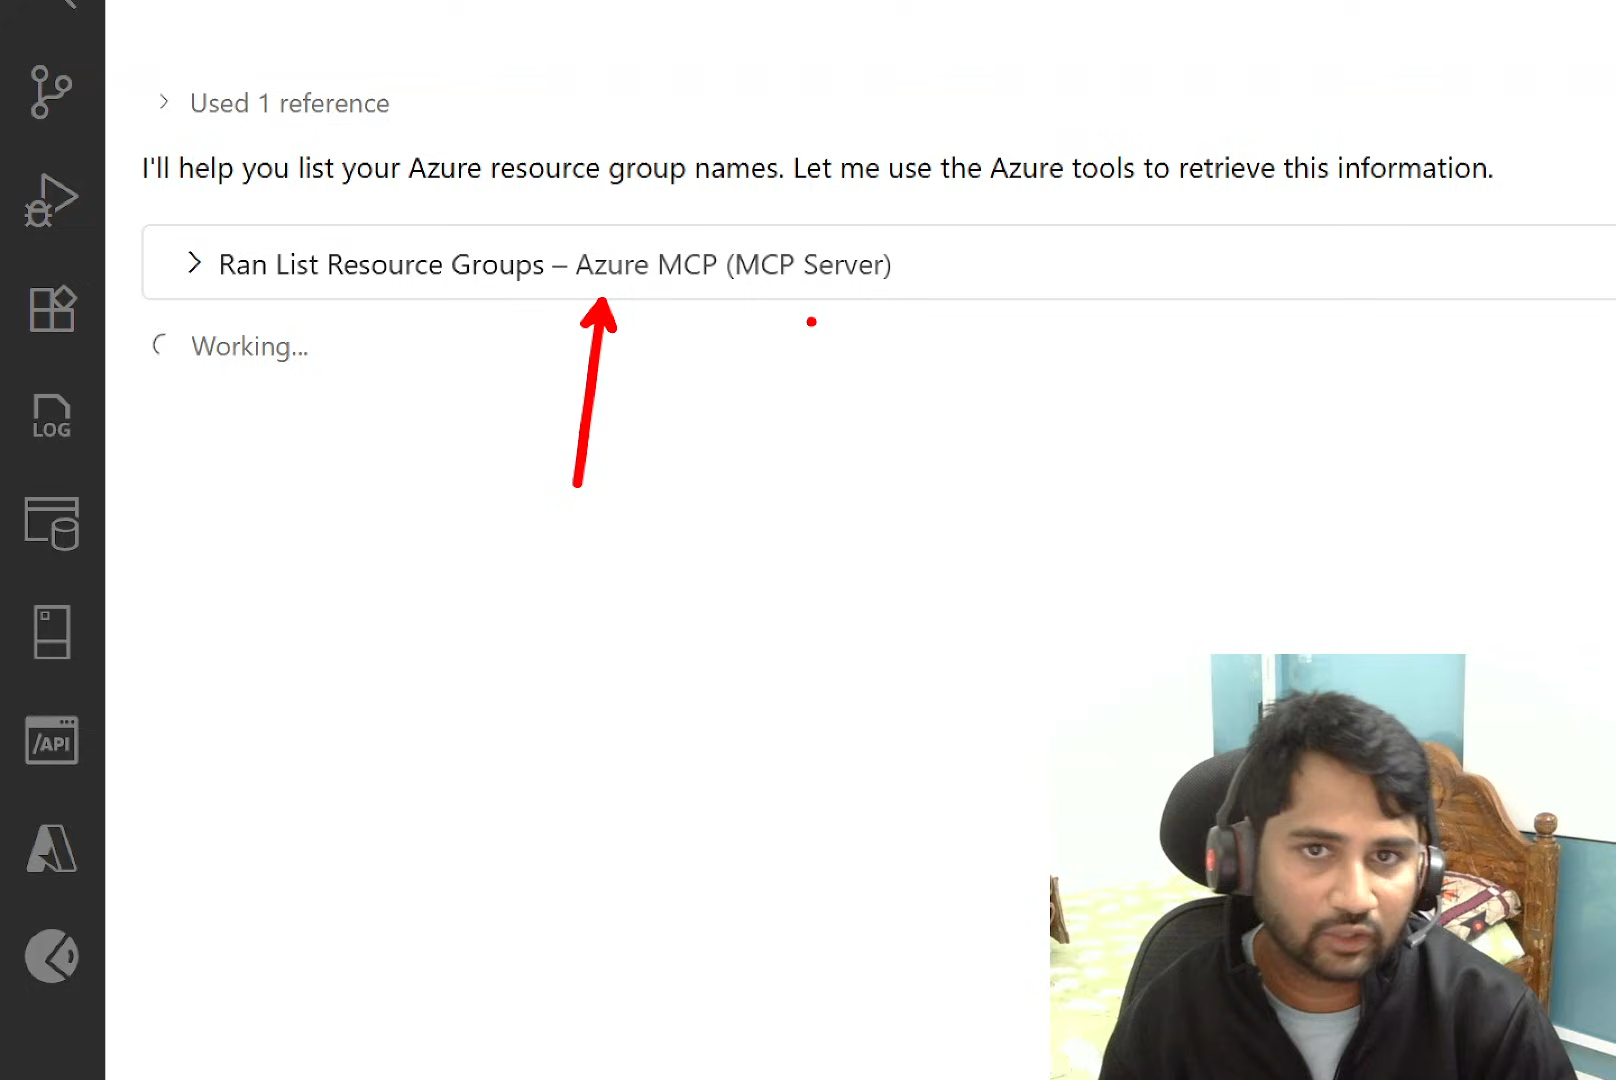 Used 1 reference
I'll help you list your Azure resource group names. Let me use the Azure tools to retrieve this information.
Ran List Resource Groups – Azure MCP (MCP Server)
Working...
LOG
/API